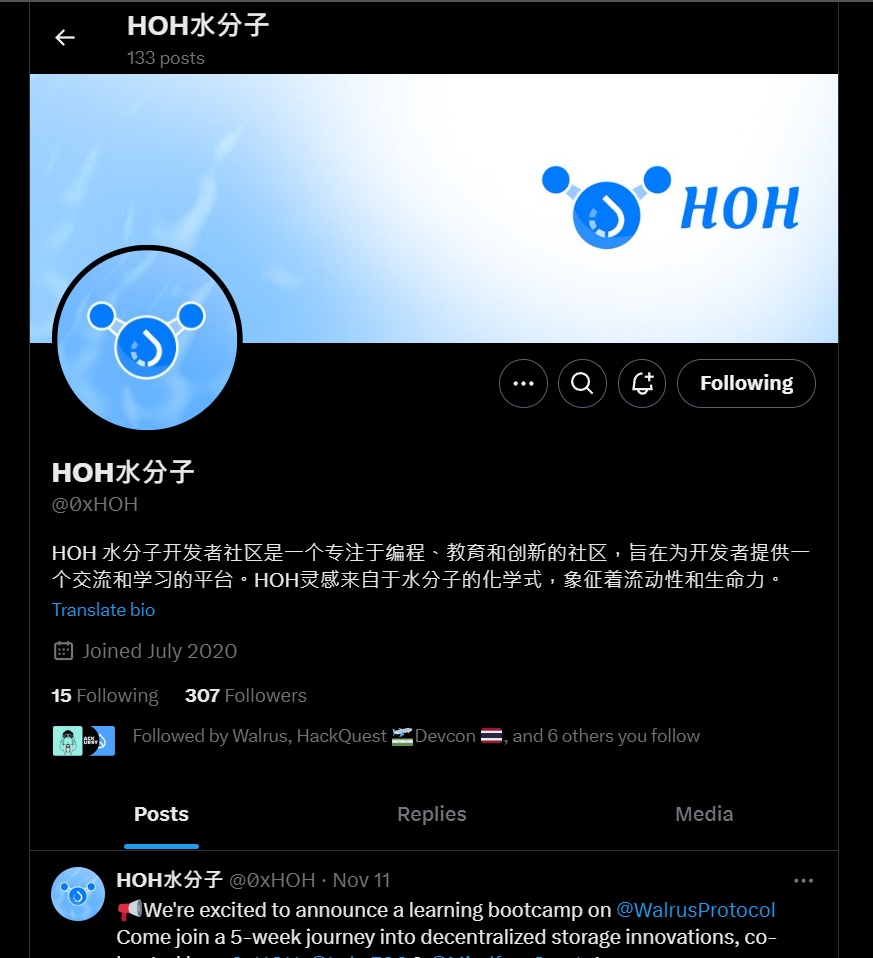 HOH水分子
133 posts
HOH
Following
HOH水分子
@0xHOH
HOH 水分子开发者社区是一个专注于编程、教育和创新的社区，旨在为开发者提供一
个交流和学习的平台。HOH灵感来自于水分子的化学式，象征着流动性和生命力。
Translate bio
Joined July 2020
15 Following 307 Followers
Followed by Walrus, HackQuest 🛫Devcon 🇹🇭, and 6 others you follow
Posts Replies Media
HOH水分子 @0xHOH · Nov 11
📢We're excited to announce a learning bootcamp on @WalrusProtocol
Come join a 5-week journey into decentralized storage innovations, co-